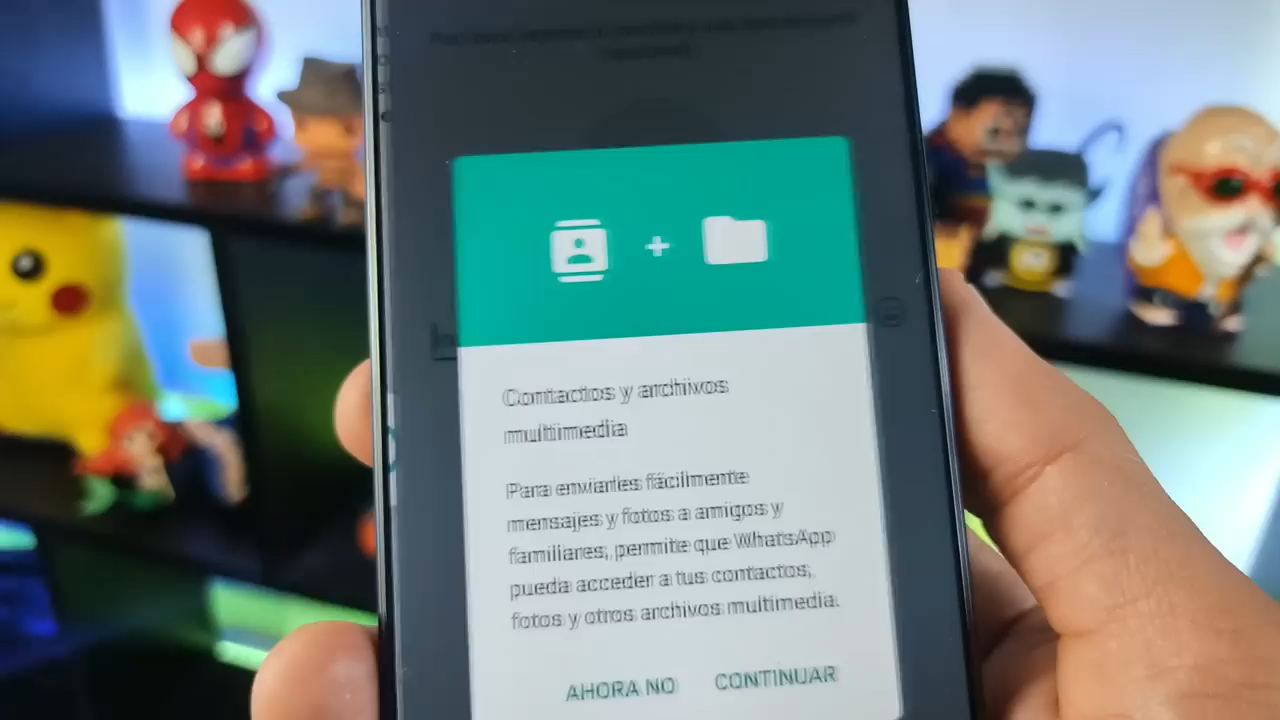 Contactos y archivos
multimedia
Para enviarles fácilmente
mensajes y fotos a amigos y
familiares, permite que WhatsApp
pueda acceder a tus contactos,
fotos y otros archivos multimedia.
AHORA NO CONTINUAR